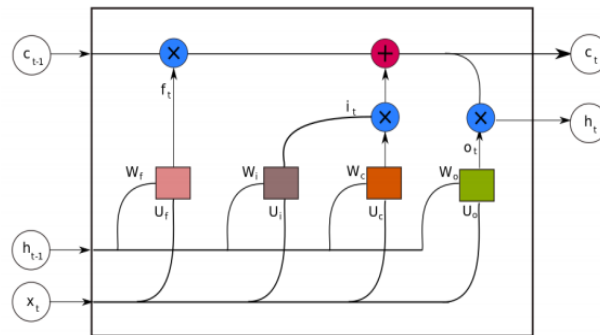 c t-1
× + c t
f t i t × × h t
o t
W f W i W c W o
U f U i U c U o
h t-1
x t